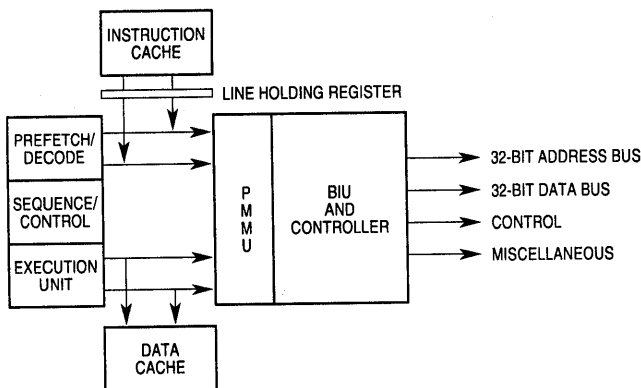 INSTRUCTION
CACHE
LINE HOLDING REGISTER
PREFETCH/
DECODE
SEQUENCE/
CONTROL
EXECUTION
UNIT
P
M
M
U
BIU
AND
CONTROLLER
32-BIT ADDRESS BUS
32-BIT DATA BUS
CONTROL
MISCELLANEOUS
DATA
CACHE